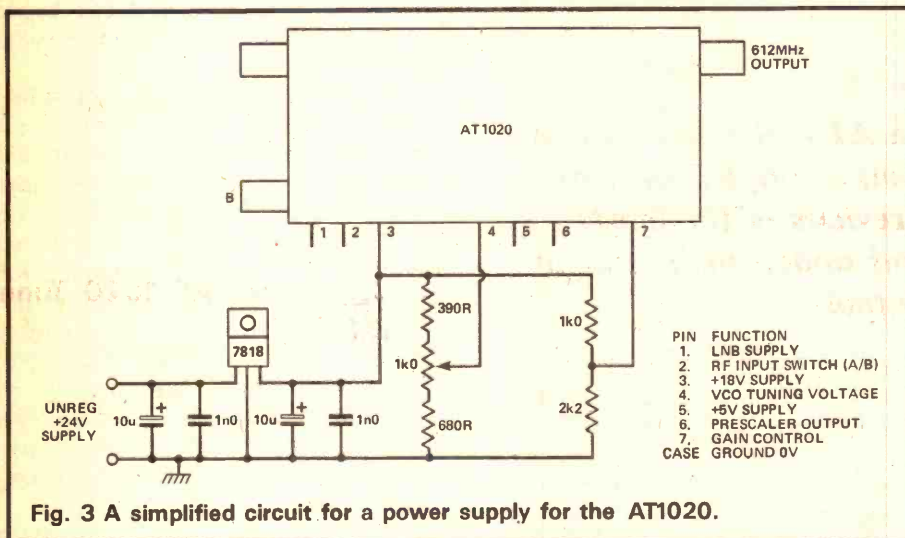 612MHz
OUTPUT
AT1020
B
1
2
3
4
5
6
7
390R
1k0
1k0
680R
2k2
7818
UNREG
+24V
SUPPLY
10u
+
1n0
10u
+
1n0
PIN FUNCTION
1. LNB SUPPLY
2. RF INPUT SWITCH (A/B)
3. +18V SUPPLY
4. VCO TUNING VOLTAGE
5. +5V SUPPLY
6. PRESCALER OUTPUT
7. GAIN CONTROL
CASE GROUND 0V
Fig. 3 A simplified circuit for a power supply for the AT1020.